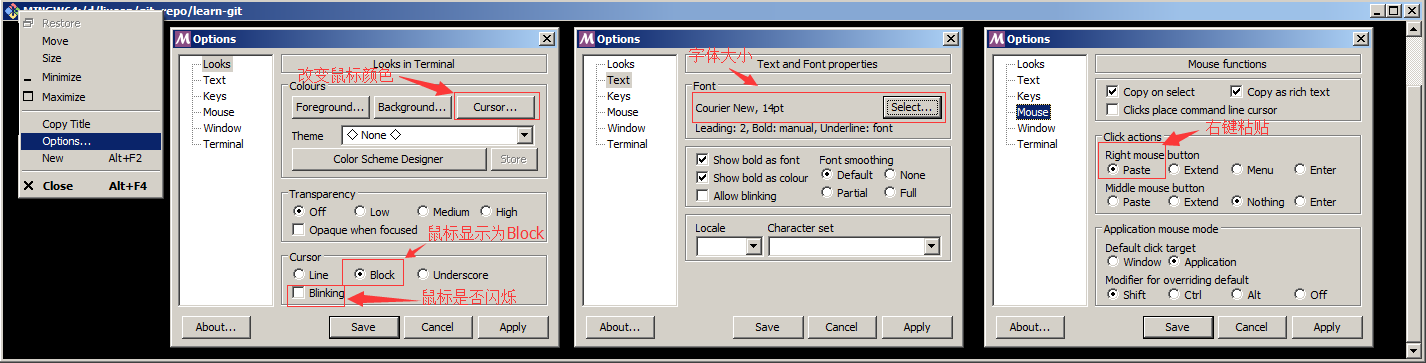 MINGW64:/d/liyang/git-repo/learn-git
Restore
Move
Size
Minimize
Maximize
Copy Title
Options...
New Alt+F2
Close Alt+F4
Options
Looks
Text
Keys
Mouse
Window
Terminal
Looks in Terminal
改变鼠标颜色
Colours
Foreground... Background... Cursor...
Theme ◇ None ◇
Color Scheme Designer Store
Transparency
Off Low Medium High
Opaque when focused
鼠标显示为Block
Cursor
Line Block Underscore
Blinking
鼠标是否闪烁
About... Save Cancel Apply
Options
Looks
Text
Keys
Mouse
Window
Terminal
字体大小
Text and Font properties
Font
Courier New, 14pt Select...
Leading: 2, Bold: manual, Underline: font
Show bold as font
Show bold as colour
Allow blinking
Font smoothing
Default None
Partial Full
Locale Character set
About... Save Cancel Apply
Options
Looks
Text
Keys
Mouse
Window
Terminal
Mouse functions
Copy on select Copy as rich text
Clicks place command line cursor
Click actions
右键粘贴
Right mouse button
Paste Extend Menu Enter
Middle mouse button
Paste Extend Nothing Enter
Application mouse mode
Default click target
Window Application
Modifier for overriding default
Shift Ctrl Alt Off
About... Save Cancel Apply